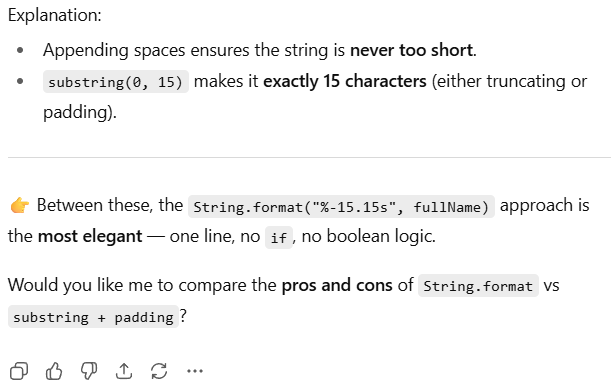 Explanation:
• Appending spaces ensures the string is never too short.
• substring(0, 15) makes it exactly 15 characters (either truncating or
padding).
👉 Between these, the String.format("%-15.15s", fullName) approach is
the most elegant — one line, no if, no boolean logic.
Would you like me to compare the pros and cons of String.format vs
substring + padding?